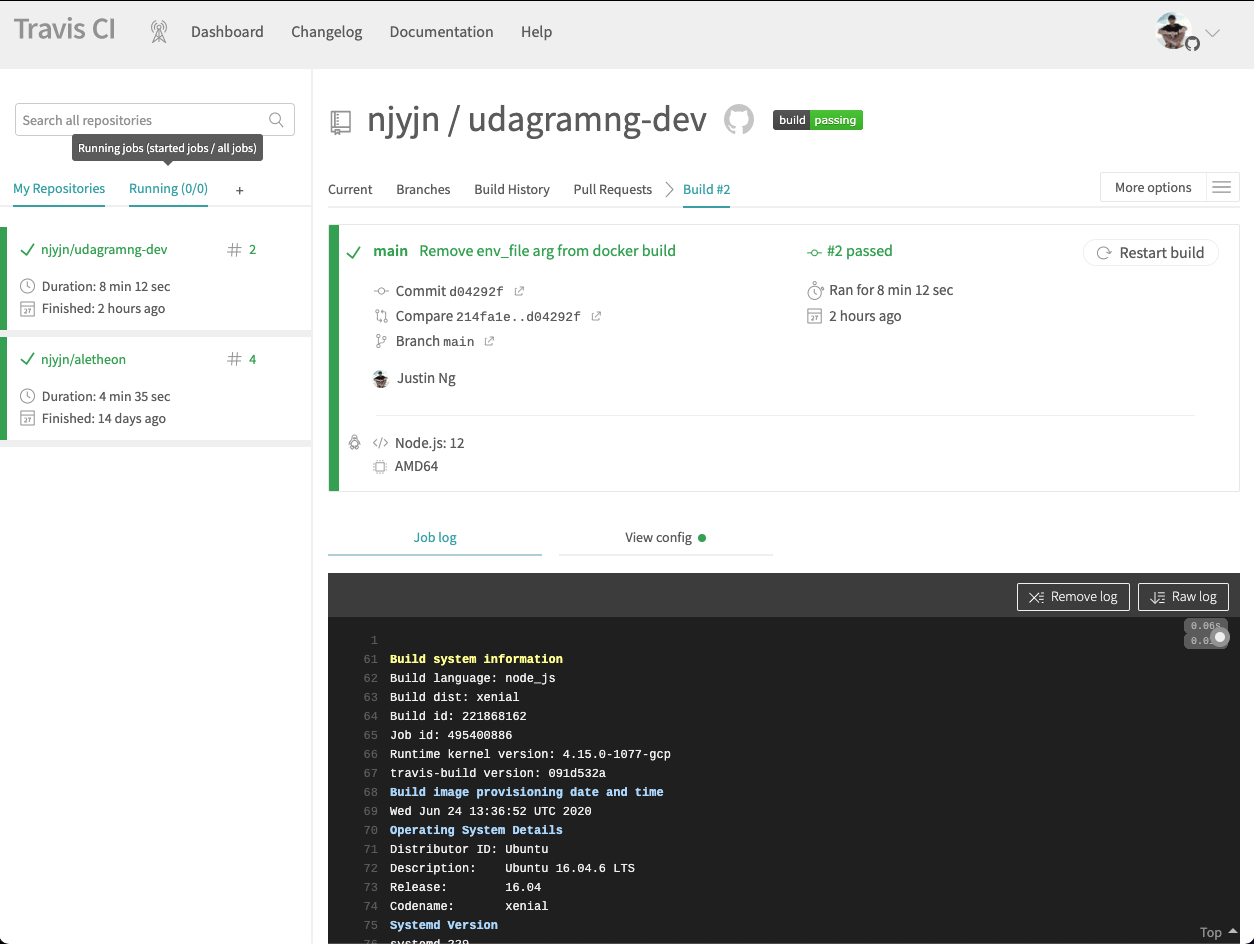 Travis CI
Dashboard
Changelog
Documentation
Help
Search all repositories
Running jobs (started jobs / all jobs)
My Repositories
Running (0/0)
+
njyjn/udagramng-dev
# 2
Duration: 8 min 12 sec
Finished: 2 hours ago
njyjn/aletheon
# 4
Duration: 4 min 35 sec
Finished: 14 days ago
njyjn / udagramng-dev
build passing
Current
Branches
Build History
Pull Requests
Build #2
More options
main Remove env_file arg from docker build
#2 passed
Restart build
Commit d04292f
Ran for 8 min 12 sec
Compare 214fa1e..d04292f
2 hours ago
Branch main
Justin Ng
Node.js: 12
AMD64
Job log
View config
Remove log
Raw log
0.06s
1
61 Build system information
62 Build language: node_js
63 Build dist: xenial
64 Build id: 221868162
65 Job id: 495400886
66 Runtime kernel version: 4.15.0-1077-gcp
67 travis-build version: 091d532a
68 Build image provisioning date and time
69 Wed Jun 24 13:36:52 UTC 2020
70 Operating System Details
71 Distributor ID: Ubuntu
72 Description: Ubuntu 16.04.6 LTS
73 Release: 16.04
74 Codename: xenial
75 Systemd Version
76 systemd 229
Top